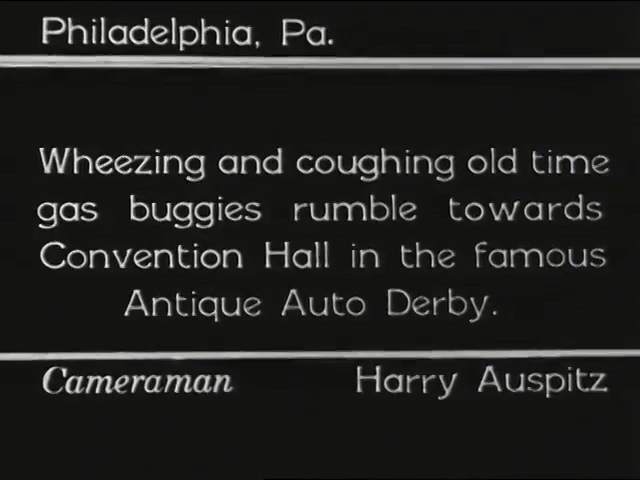 Philadelphia, Pa.
Wheezing and coughing old time
gas buggies rumble towards
Convention Hall in the famous
Antique Auto Derby.
Cameraman Harry Auspitz